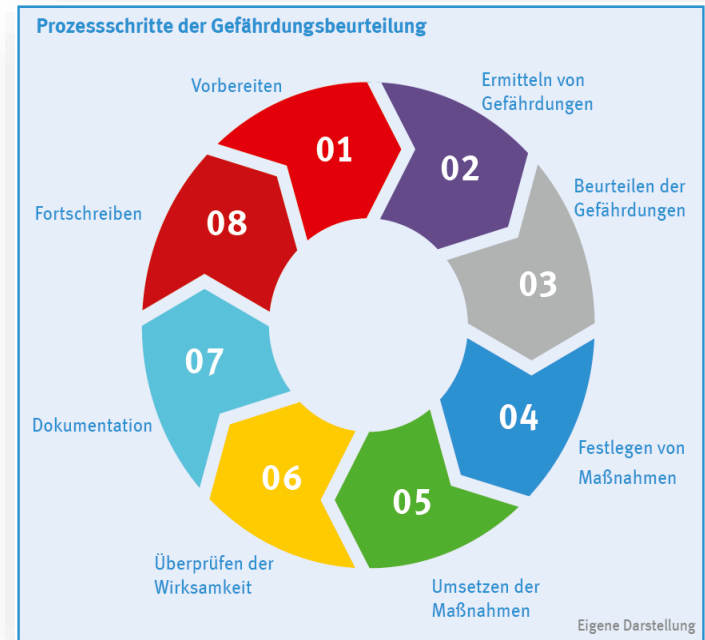 Prozessschritte der Gefährdungsbeurteilung
Vorbereiten
01
Ermitteln von
Gefährdungen
02
Beurteilen der
Gefährdungen
03
Festlegen von
Maßnahmen
04
Umsetzen der
Maßnahmen
05
Überprüfen der
Wirksamkeit
06
Dokumentation
07
Fortschreiben
08
Eigene Darstellung